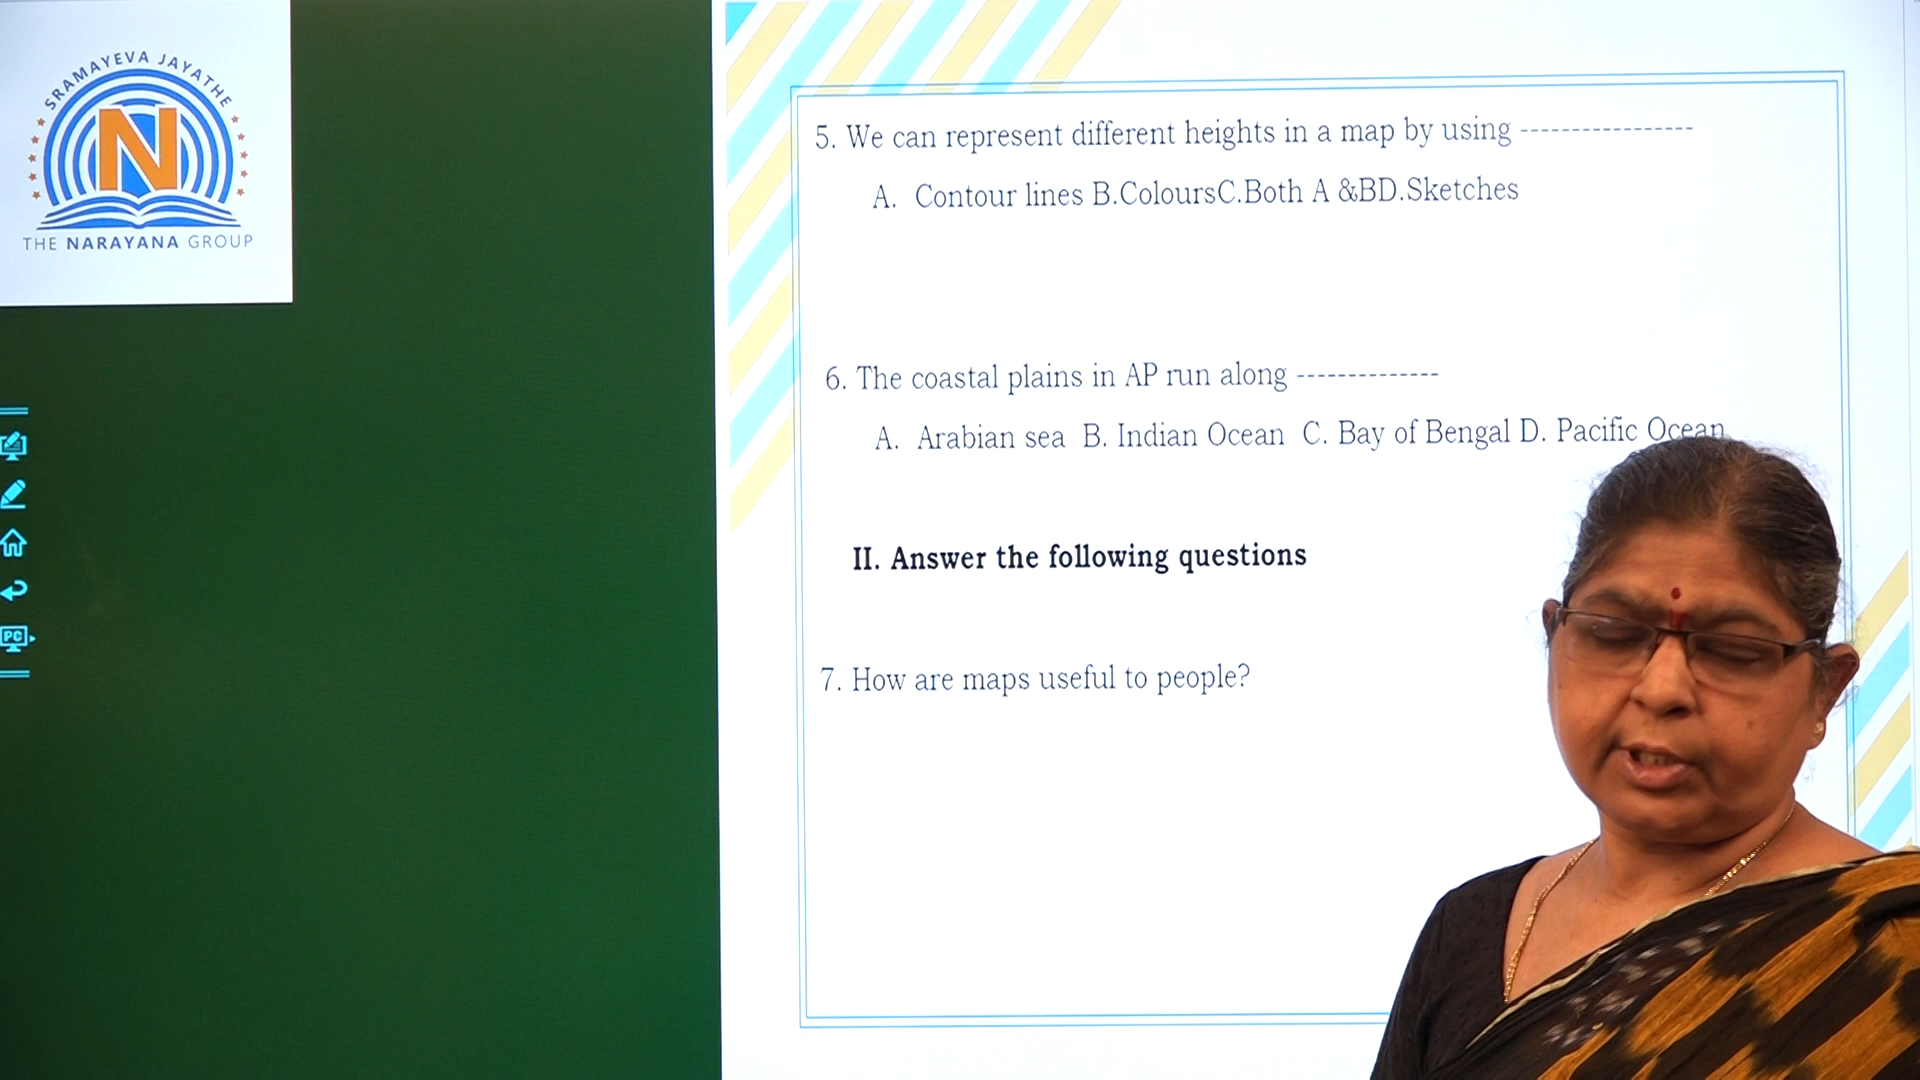 SRAMAYEVA JAYATHE
N
THE NARAYANA GROUP
PC
5. We can represent different heights in a map by using -----------------
A. Contour lines B.ColoursC.Both A &BD.Sketches
6. The coastal plains in AP run along --------------
A. Arabian sea B. Indian Ocean C. Bay of Bengal D. Pacific Ocean
II. Answer the following questions
7. How are maps useful to people?